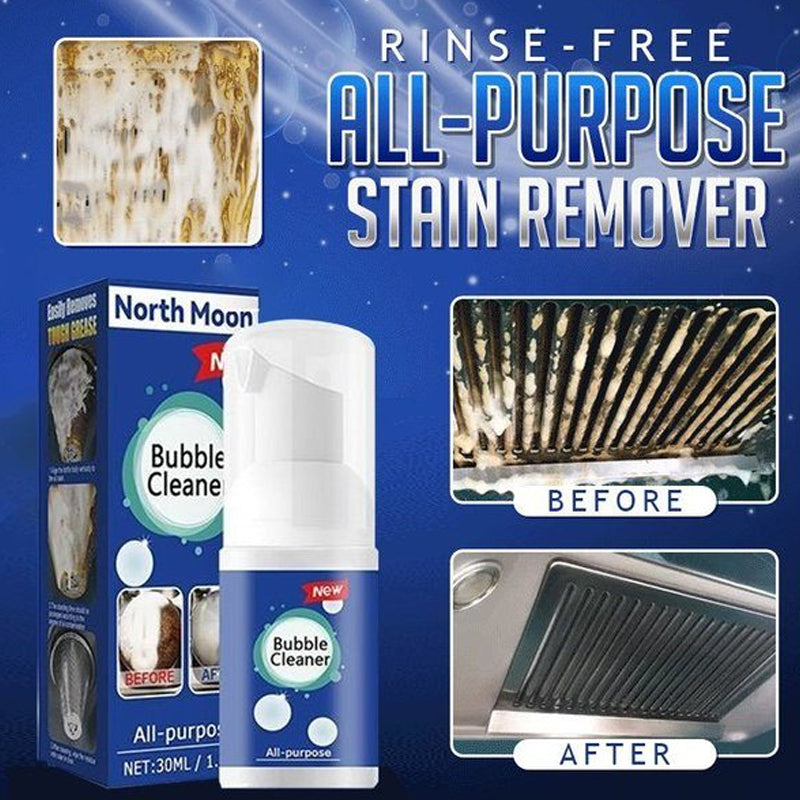 RINSE-FREE
ALL-PURPOSE
STAIN REMOVER
Easily Removes
TOUGH GREASE
North Moon
Bubble
Cleaner
BEFORE
All-purpo
NET:30ML / 1.
New
Bubble
Cleaner
All-purpose
BEFORE
AFTER